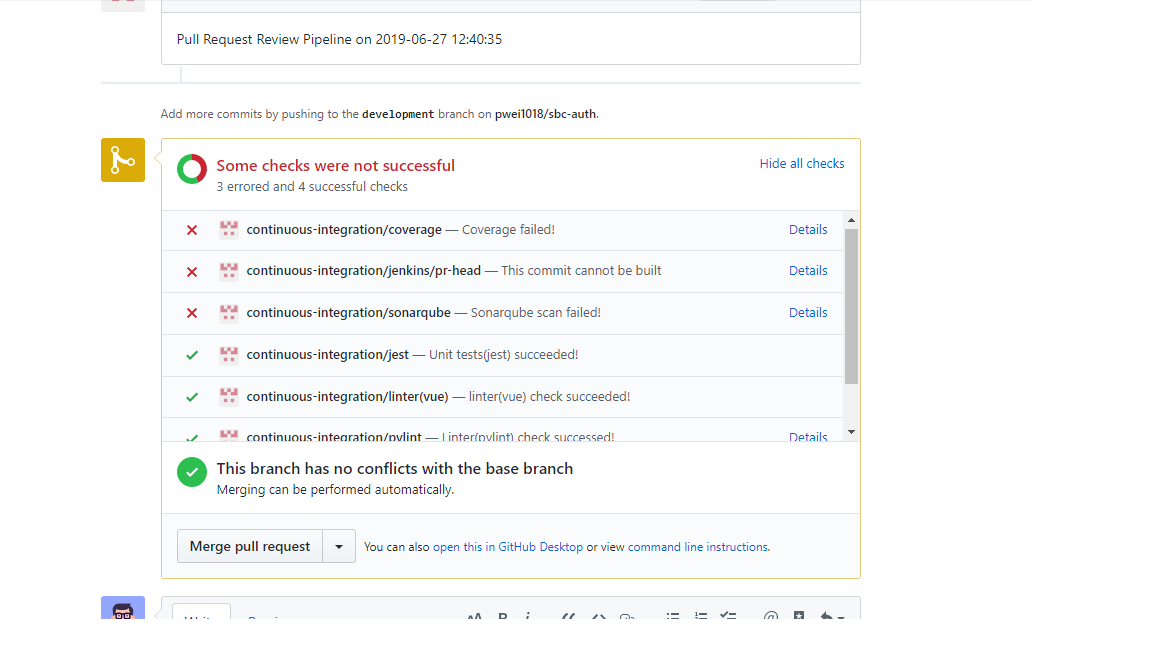 Pull Request Review Pipeline on 2019-06-27 12:40:35
Add more commits by pushing to the development branch on pwei1018/sbc-auth.
Some checks were not successful
Hide all checks
3 errored and 4 successful checks
continuous-integration/coverage — Coverage failed! Details
continuous-integration/jenkins/pr-head — This commit cannot be built Details
continuous-integration/sonarqube — Sonarqube scan failed! Details
continuous-integration/jest — Unit tests(jest) succeeded!
continuous-integration/linter(vue) — linter(vue) check succeeded!
continuous-integration/pylint — Linter(pylint) check successed! Details
This branch has no conflicts with the base branch
Merging can be performed automatically.
Merge pull request You can also open this in GitHub Desktop or view command line instructions.